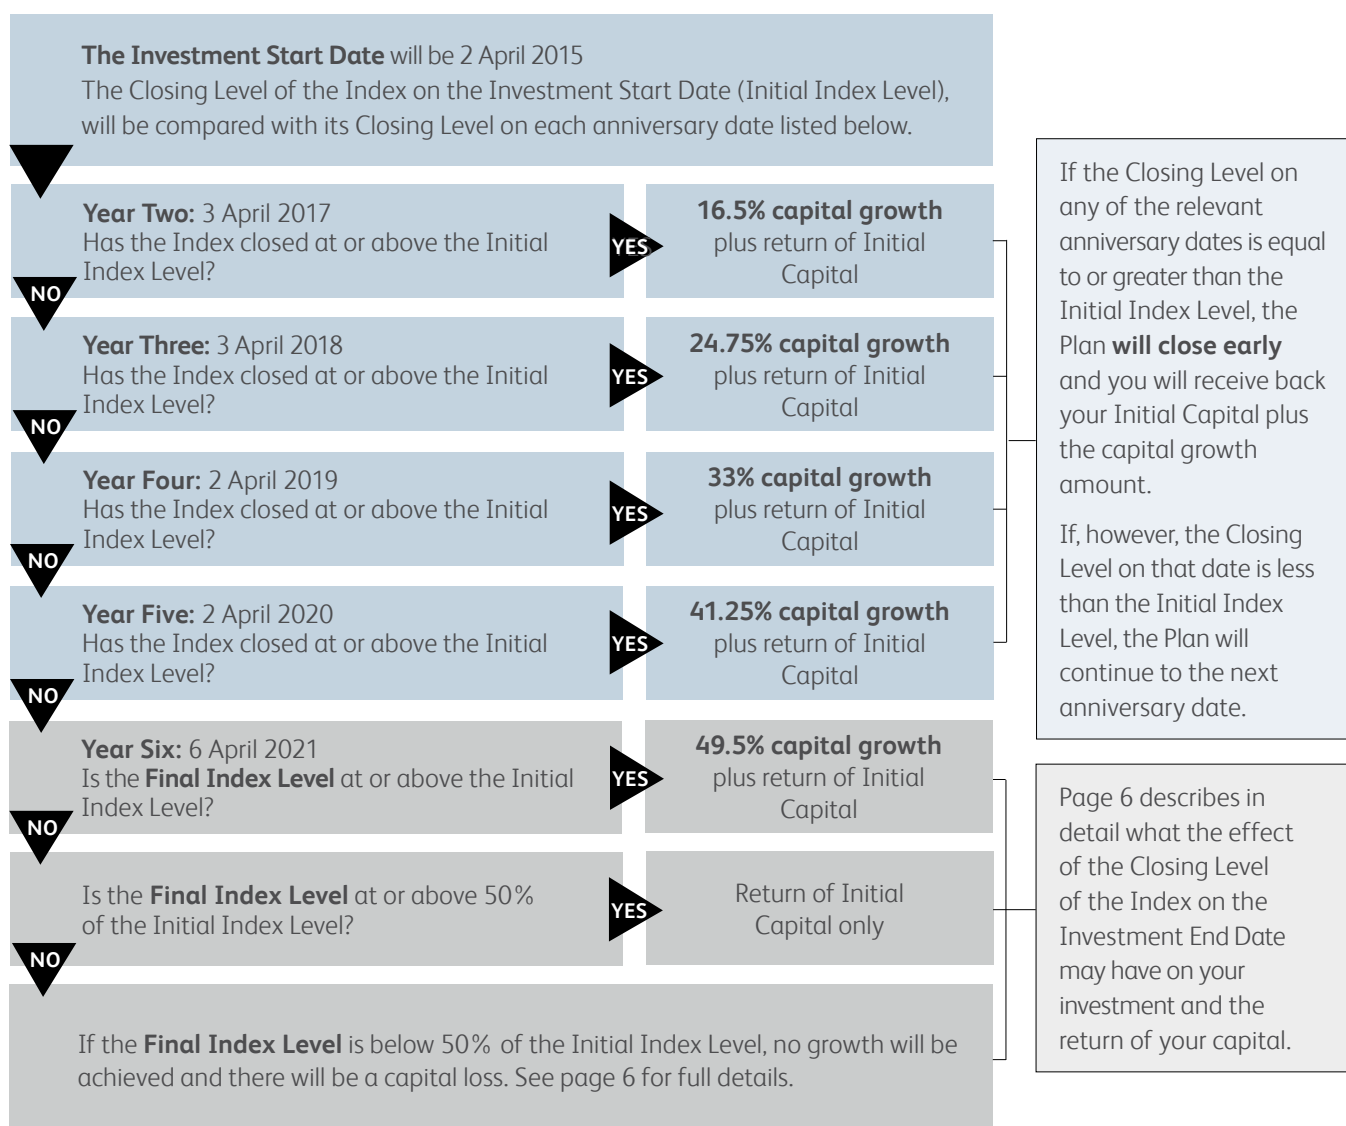 The Investment Start Date will be 2 April 2015
The Closing Level of the Index on the Investment Start Date (Initial Index Level),
will be compared with its Closing Level on each anniversary date listed below.
Year Two: 3 April 2017
Has the Index closed at or above the Initial
Index Level?
YES
16.5% capital growth
plus return of Initial
Capital
NO
Year Three: 3 April 2018
Has the Index closed at or above the Initial
Index Level?
YES
24.75% capital growth
plus return of Initial
Capital
NO
Year Four: 2 April 2019
Has the Index closed at or above the Initial
Index Level?
YES
33% capital growth
plus return of Initial
Capital
NO
Year Five: 2 April 2020
Has the Index closed at or above the Initial
Index Level?
YES
41.25% capital growth
plus return of Initial
Capital
NO
If the Closing Level on
any of the relevant
anniversary dates is equal
to or greater than the
Initial Index Level, the
Plan will close early
and you will receive back
your Initial Capital plus
the capital growth
amount.
If, however, the Closing
Level on that date is less
than the Initial Index
Level, the Plan will
continue to the next
anniversary date.
Year Six: 6 April 2021
Is the Final Index Level at or above the Initial
Index Level?
YES
49.5% capital growth
plus return of Initial
Capital
NO
Is the Final Index Level at or above 50%
of the Initial Index Level?
YES
Return of Initial
Capital only
NO
If the Final Index Level is below 50% of the Initial Index Level, no growth will be
achieved and there will be a capital loss. See page 6 for full details.
Page 6 describes in
detail what the effect
of the Closing Level
of the Index on the
Investment End Date
may have on your
investment and the
return of your capital.